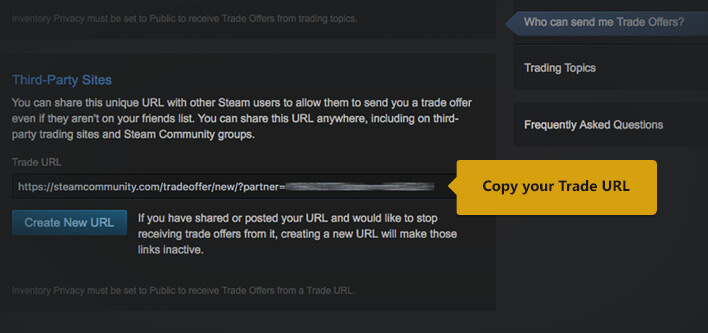 Inventory Privacy must be set to Public to receive Trade Offers from trading topics.
Who can send me Trade Offers?
Third-Party Sites
Trading Topics
You can share this unique URL with other Steam users to allow them to send you a trade offer
even if they aren't on your friends list. You can share this URL anywhere, including on third-
party trading sites and Steam Community groups.
Frequently Asked Questions
Trade URL
https://steamcommunity.com/tradeoffer/new/?partner=
Copy your Trade URL
Create New URL
If you have shared or posted your URL and would like to stop
receiving trade offers from it, creating a new URL will make those
links inactive.
Inventory Privacy must be set to Public to receive Trade Offers from a Trade URL.